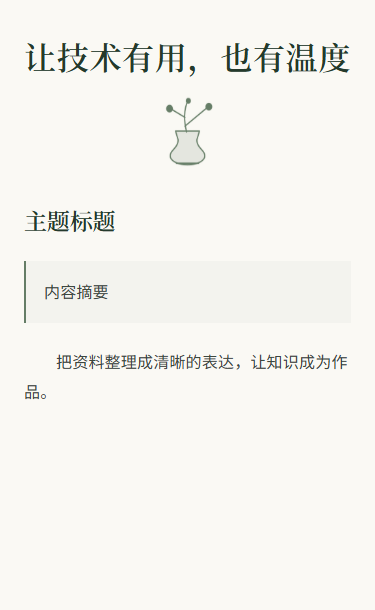 让技术有用，也有温度
主题标题
内容摘要
把资料整理成清晰的表达，让知识成为作
品。